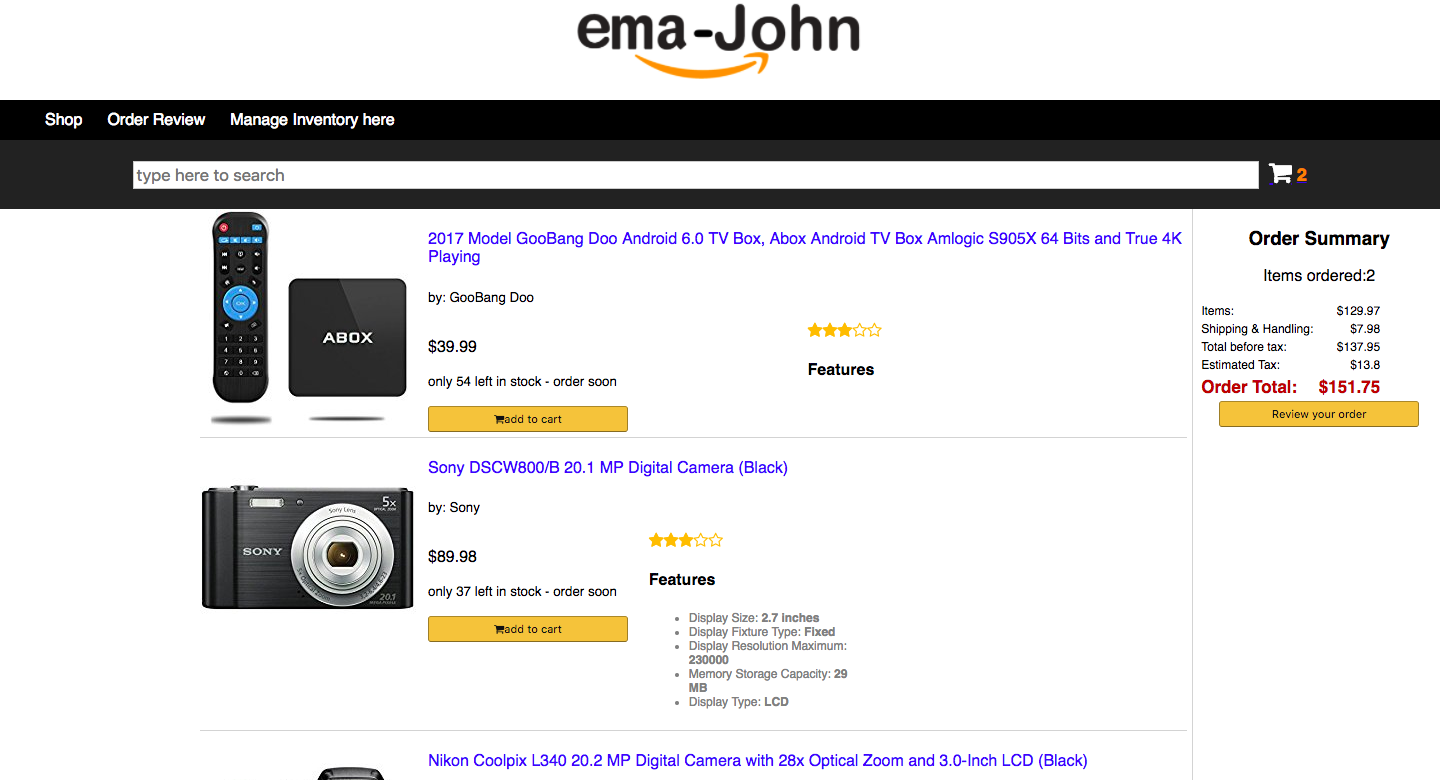 ema-John
Shop Order Review Manage Inventory here
type here to search
2
2017 Model GooBang Doo Android 6.0 TV Box, Abox Android TV Box Amlogic S905X 64 Bits and True 4K
Playing
by: GooBang Doo
$39.99
only 54 left in stock - order soon
add to cart
Features
ABOX
Sony DSCW800/B 20.1 MP Digital Camera (Black)
by: Sony
$89.98
only 37 left in stock - order soon
add to cart
Features
Display Size: 2.7 inches
Display Fixture Type: Fixed
Display Resolution Maximum:
230000
Memory Storage Capacity: 29
MB
Display Type: LCD
SONY
Sony Lens
5x
20.1
Nikon Coolpix L340 20.2 MP Digital Camera with 28x Optical Zoom and 3.0-Inch LCD (Black)
Order Summary
Items ordered:2
Items: $129.97
Shipping & Handling: $7.98
Total before tax: $137.95
Estimated Tax: $13.8
Order Total: $151.75
Review your order